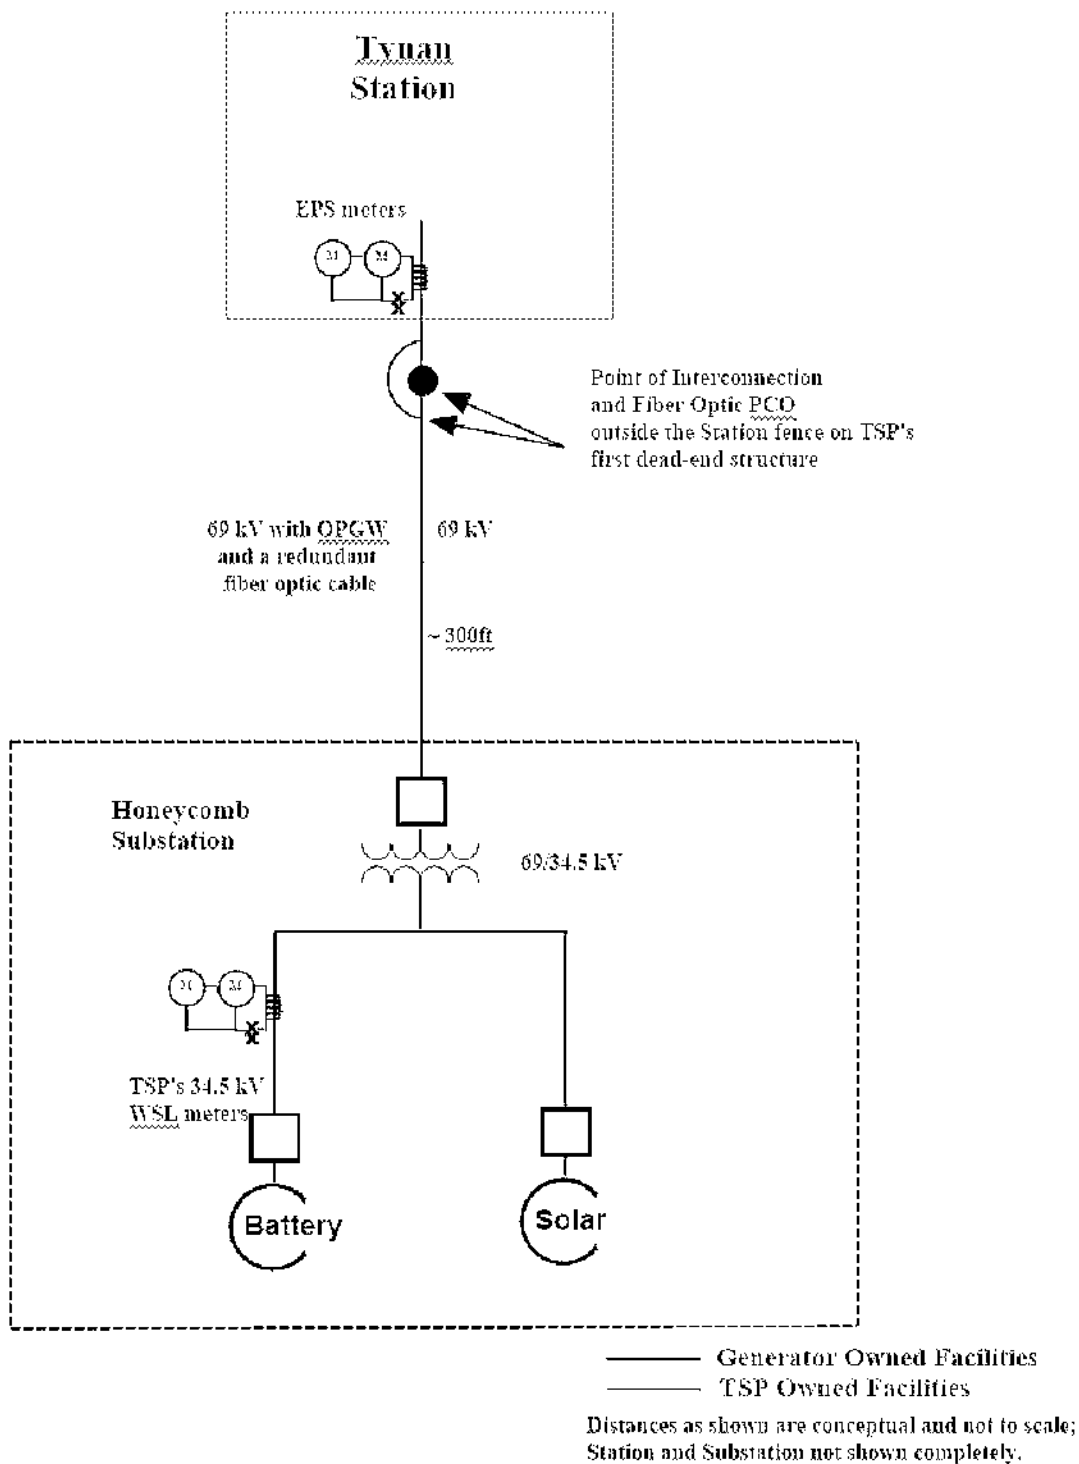 Tynan
Station
EPS meters
M M
Point of Interconnection
and Fiber Optic PCO
outside the Station fence on TSP's
first dead-end structure
69 kV with OPGW
and a redundant
fiber optic cable
69 kV
~ 300ft
Honeycomb
Substation
69/34.5 kV
M M
TSP's 34.5 kV
WSL meters
Battery
Solar
Generator Owned Facilities
TSP Owned Facilities
Distances as shown are conceptual and not to scale;
Station and Substation not shown completely.